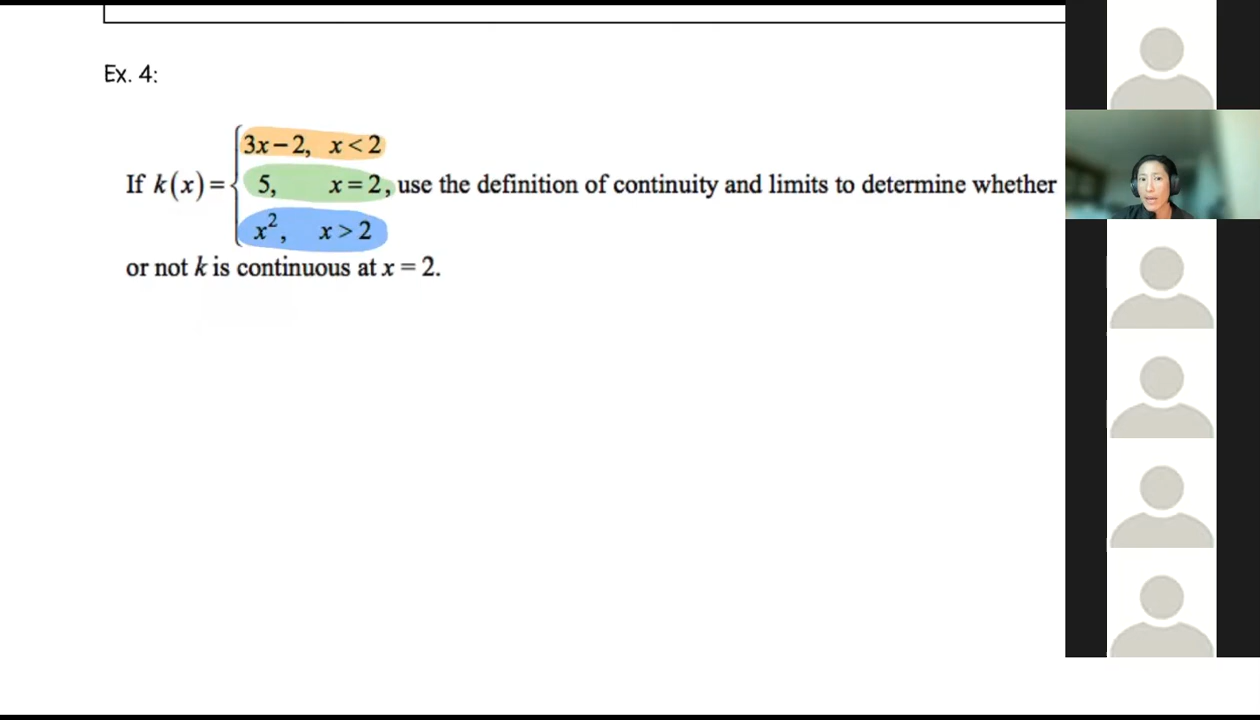 Ex. 4:
3x − 2, x < 2
If k(x) = { 5, x = 2, use the definition of continuity and limits to determine whether
x², x > 2
or not k is continuous at x = 2.